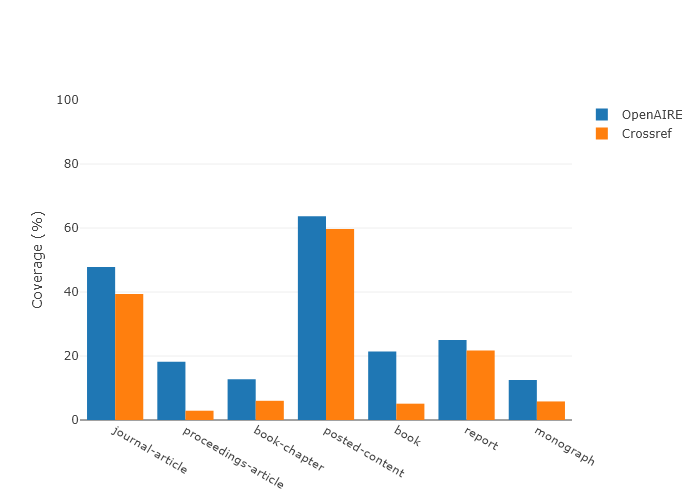 100
80
60
40
20
0
Coverage (%)
journal-article
proceedings-article
book-chapter
posted-content
book
report
monograph
OpenAIRE
Crossref